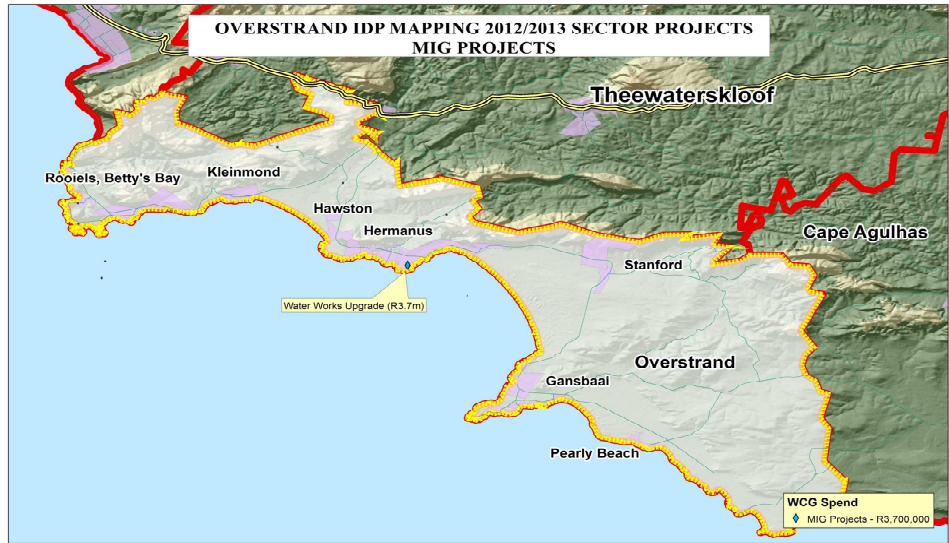 OVERSTRAND IDP MAPPING 2012/2013 SECTOR PROJECTS
MIG PROJECTS
Theewaterskloof
Rooiels, Betty's Bay
Kleinmond
Hawston
Hermanus
Cape Agulhas
Stanford
Water Works Upgrade (R3.7m)
Overstrand
Gansbaai
Pearly Beach
WCG Spend
MIG Projects - R3,700,000